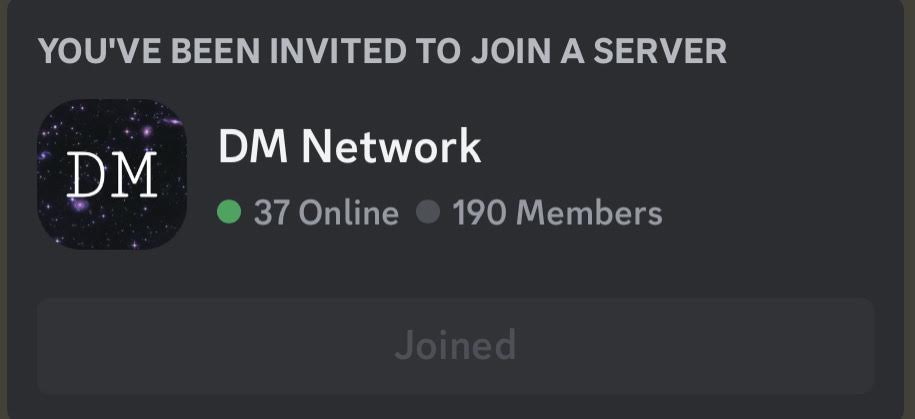 YOU'VE BEEN INVITED TO JOIN A SERVER
DM
DM Network
37 Online 190 Members
Joined